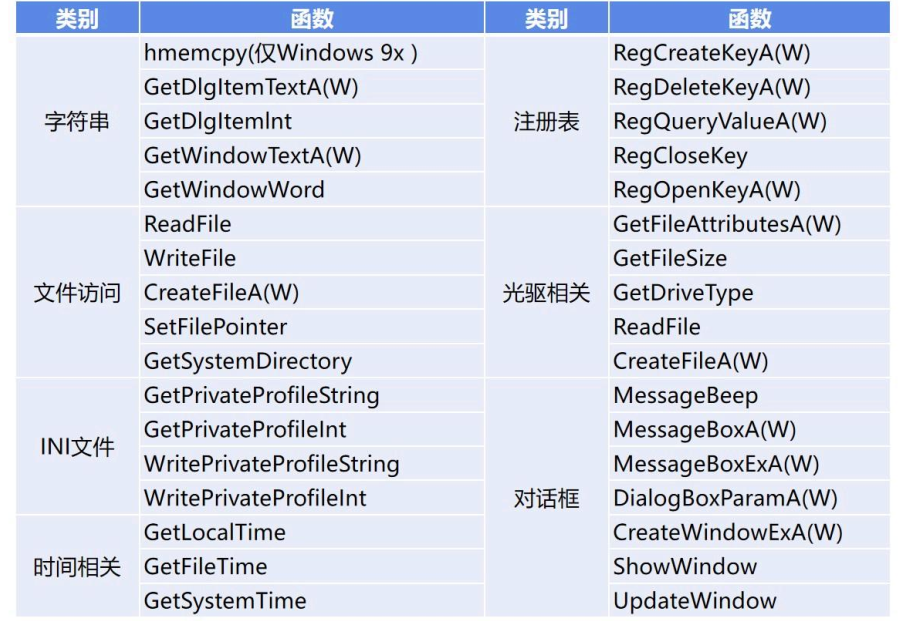 类别 函数 类别 函数
字符串
hmemcpy(仅Windows 9x )
GetDlgItemTextA(W)
GetDlgItemInt
GetWindowTextA(W)
GetWindowWord
注册表
RegCreateKeyA(W)
RegDeleteKeyA(W)
RegQueryValueA(W)
RegCloseKey
RegOpenKeyA(W)
文件访问
ReadFile
WriteFile
CreateFileA(W)
SetFilePointer
GetSystemDirectory
光驱相关
GetFileAttributesA(W)
GetFileSize
GetDriveType
ReadFile
CreateFileA(W)
INI文件
GetPrivateProfileString
GetPrivateProfileInt
WritePrivateProfileString
WritePrivateProfileInt
时间相关
GetLocalTime
GetFileTime
GetSystemTime
对话框
MessageBeep
MessageBoxA(W)
MessageBoxExA(W)
DialogBoxParamA(W)
CreateWindowExA(W)
ShowWindow
UpdateWindow